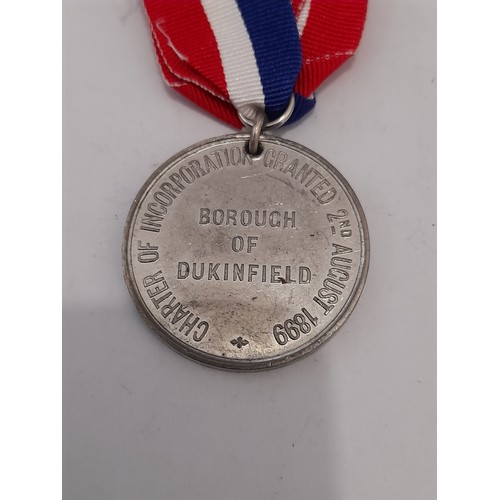 CHARTER OF INCORPORATION GRANTED 2ND AUGUST 1899
BOROUGH
OF
DUKINFIELD